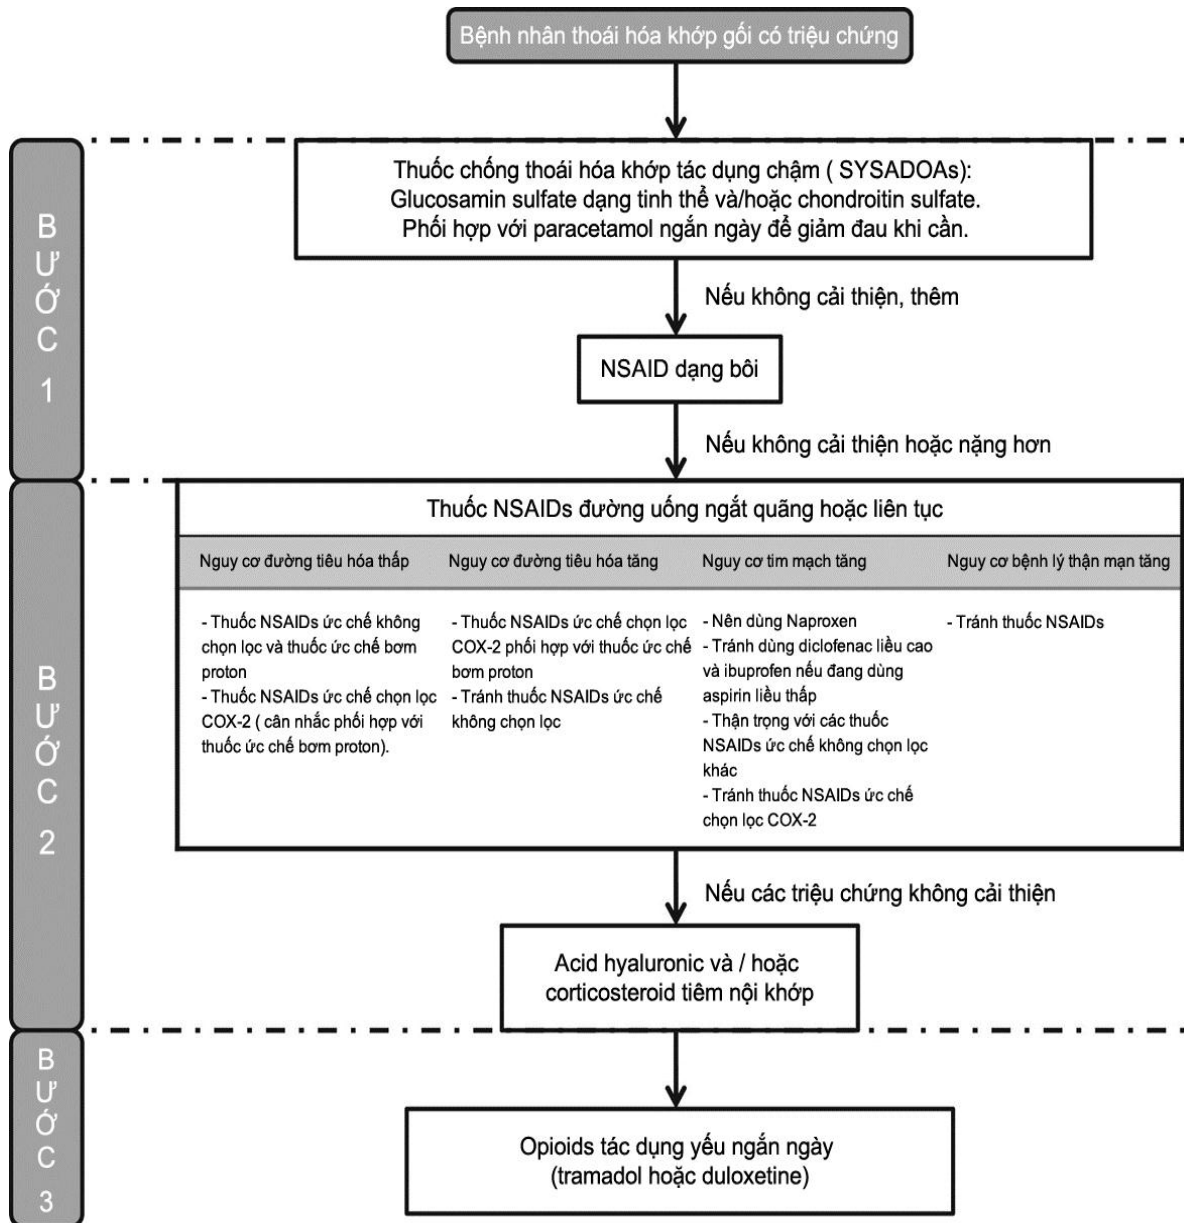 Bệnh nhân thoái hóa khớp gối có triệu chứng
BƯỚC 1
Thuốc chống thoái hóa khớp tác dụng chậm ( SYSADOAs):
Glucosamin sulfate dạng tinh thể và/hoặc chondroitin sulfate.
Phối hợp với paracetamol ngắn ngày để giảm đau khi cần.
Nếu không cải thiện, thêm
NSAID dạng bôi
Nếu không cải thiện hoặc nặng hơn
BƯỚC 2
Thuốc NSAIDs đường uống ngắt quãng hoặc liên tục
Nguy cơ đường tiêu hóa thấp
- Thuốc NSAIDs ức chế không
chọn lọc và thuốc ức chế bơm
proton
- Thuốc NSAIDs ức chế chọn lọc
COX-2 ( cân nhắc phối hợp với
thuốc ức chế bơm proton).
Nguy cơ đường tiêu hóa tăng
- Thuốc NSAIDs ức chế chọn lọc
COX-2 phối hợp với thuốc ức chế
bơm proton
- Tránh thuốc NSAIDs ức chế
không chọn lọc
Nguy cơ tim mạch tăng
- Nên dùng Naproxen
- Tránh dùng diclofenac liều cao
và ibuprofen nếu đang dùng
aspirin liều thấp
- Thận trọng với các thuốc
NSAIDs ức chế không chọn lọc
khác
- Tránh thuốc NSAIDs ức chế
chọn lọc COX-2
Nguy cơ bệnh lý thận mạn tăng
- Tránh thuốc NSAIDs
Nếu các triệu chứng không cải thiện
Acid hyaluronic và / hoặc
corticosteroid tiêm nội khớp
BƯỚC 3
Opioids tác dụng yếu ngắn ngày
(tramadol hoặc duloxetine)